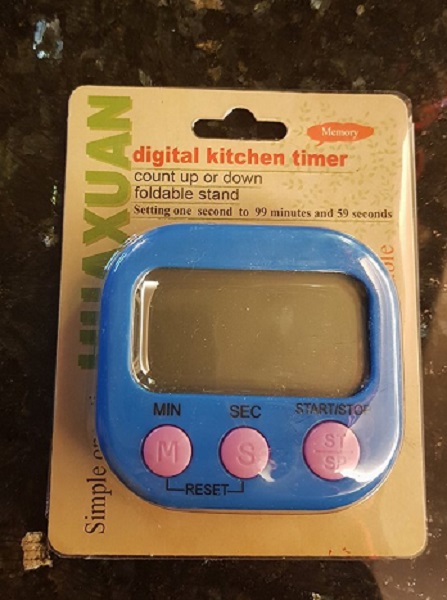 HUAXUAN
Memory
digital kitchen timer
count up or down
foldable stand
Setting one second to 99 minutes and 59 seconds
MIN
SEC
START/STOP
M
S
ST
SP
RESET
Simple